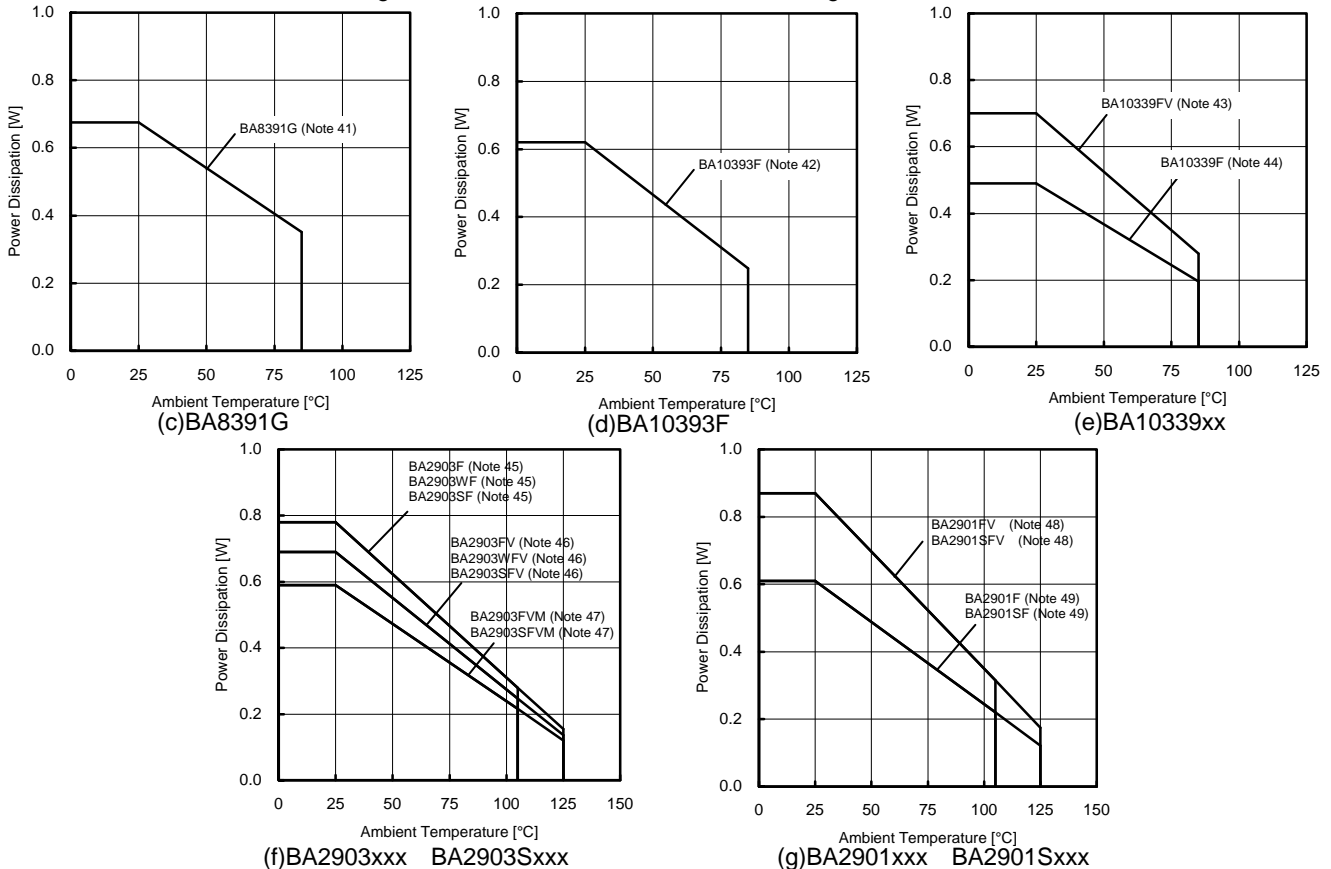 1.0
0.8
0.6
0.4
0.2
0.0
Power Dissipation [W]
BA8391G (Note 41)
0 25 50 75 100 125
Ambient Temperature [°C]
(c)BA8391G
1.0
0.8
0.6
0.4
0.2
0.0
Power Dissipation [W]
BA10393F (Note 42)
0 25 50 75 100 125
Ambient Temperature [°C]
(d)BA10393F
1.0
0.8
0.6
0.4
0.2
0.0
Power Dissipation [W]
BA10339FV (Note 43)
BA10339F (Note 44)
0 25 50 75 100 125
Ambient Temperature [°C]
(e)BA10339xx
1.0
0.8
0.6
0.4
0.2
0.0
Power Dissipation [W]
BA2903F (Note 45)
BA2903WF (Note 45)
BA2903SF (Note 45)
BA2903FV (Note 46)
BA2903WFV (Note 46)
BA2903SFV (Note 46)
BA2903FVM (Note 47)
BA2903SFVM (Note 47)
0 25 50 75 100 125 150
Ambient Temperature [°C]
(f)BA2903xxx BA2903Sxxx
1.0
0.8
0.6
0.4
0.2
0.0
Power Dissipation [W]
BA2901FV (Note 48)
BA2901SFV (Note 48)
BA2901F (Note 49)
BA2901SF (Note 49)
0 25 50 75 100 125 150
Ambient Temperature [°C]
(g)BA2901xxx BA2901Sxxx